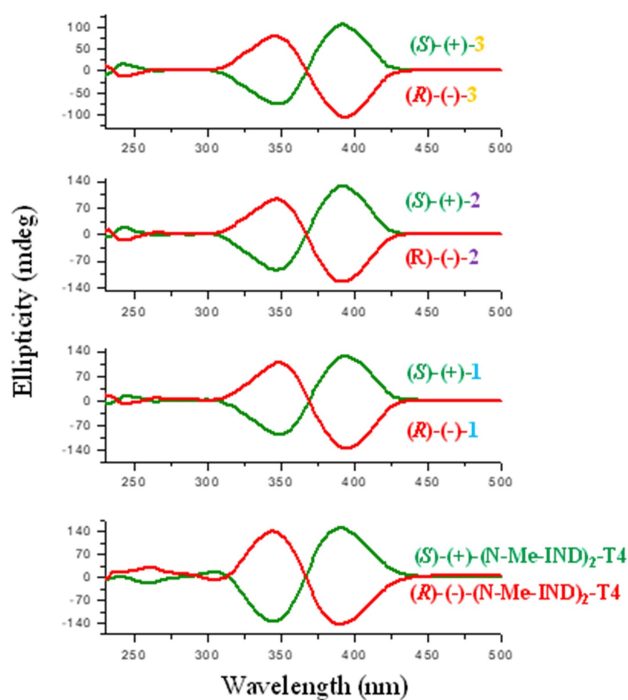 100
50
0
-50
-100
(S)-(+)-3
(R)-(-)-3
250 300 350 400 450 500
140
70
0
-70
-140
(S)-(+)-2
(R)-(-)-2
250 300 350 400 450 500
140
70
0
-70
-140
(S)-(+)-1
(R)-(-)-1
250 300 350 400 450 500
140
70
0
-70
-140
(S)-(+)-(N-Me-IND)2-T4
(R)-(-)-(N-Me-IND)2-T4
250 300 350 400 450 500
Ellipticity (mdeg)
Wavelength (nm)